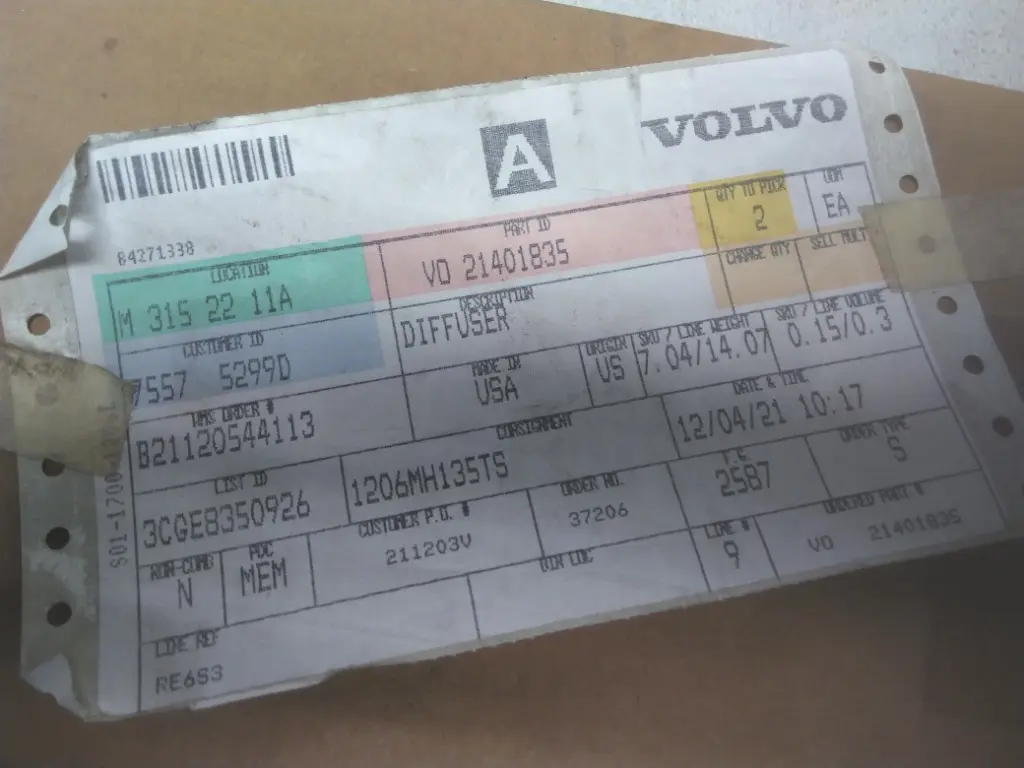 A
VOLVO
84271338
LOCATION
M 315 22 11A
PART ID
VO 21401835
QTY TO PICK
2
UOM
EA
CUSTOMER ID
7557 5299D
DESCRIPTION
DIFFUSER
CHARGE QTY
SELL MULT
WMS ORDER #
B21120544113
MADE IN
USA
ORIGIN
US
SKU / LINE WEIGHT
7.04/14.07
SKU / LINE VOLUME
0.15/0.3
LIST ID
3CGE8350926
CONSIGNMENT
1206MH135TS
DATE & TIME
12/04/21 10:17
NON-COMB
N
PDC
MEM
CUSTOMER P.O. #
211203V
ORDER NO.
37206
F.C.
2587
ORDER TYPE
S
LINE REF
RE6S3
VIN LOC
LINE #
9
ORDERED PART #
VO 21401835